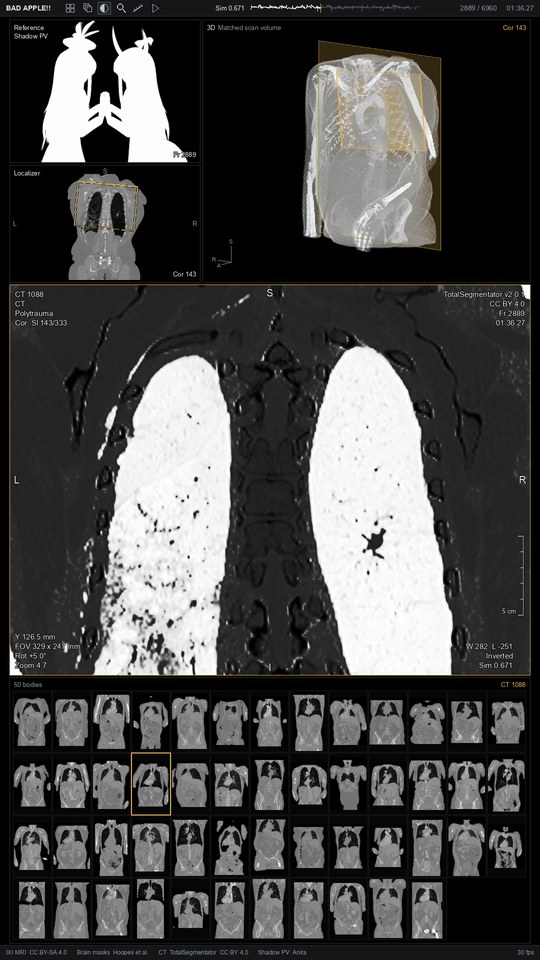 BAD APPLE!!
Sim 0.671
2889 / 6960
01:36.27
Reference
Shadow PV
Fr 2889
3D Matched scan volume
Cor 143
S
R
A
Localizer
S
L
R
Cor 143
CT 1088
CT
Polytrauma
Cor SI 143/333
S
TotalSegmentator v2.0.1
CC BY 4.0
Fr 2889
01:36.27
L
R
5 cm
Y 126.5 mm
Rot +5.0°
Zoom 4.7
I
W 282 L -251
Inverted
Sim 0.671
50 bodies
CT 1088
IXI MRI CC BY-SA 4.0
Brain masks Hoopes et al.
CT TotalSegmentator CC BY 4.0
Shadow PV Anira
30 fps